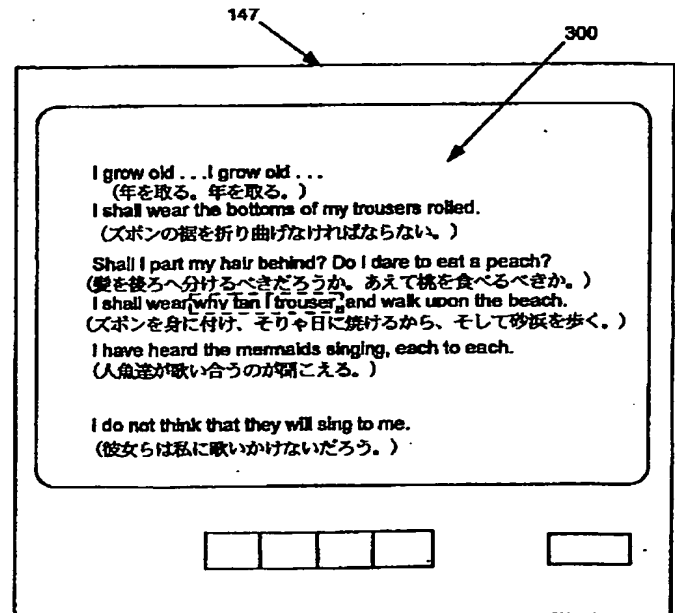 147
300
I grow old . . . I grow old . . .
(年を取る。年を取る。)
I shall wear the bottoms of my trousers rolled.
(ズボンの裾を折り曲げなければならない。)
Shall I part my hair behind? Do I dare to eat a peach?
(髪を後ろへ分けるべきだろうか。あえて桃を食べるべきか。)
I shall wear why tan I trouser, and walk upon the beach.
(ズボンを身に付け、そりゃ日に焼けるから、そして砂浜を歩く。)
I have heard the mermaids singing, each to each.
(人魚達が歌い合うのが聞こえる。)
I do not think that they will sing to me.
(彼女らは私に歌いかけないだろう。)